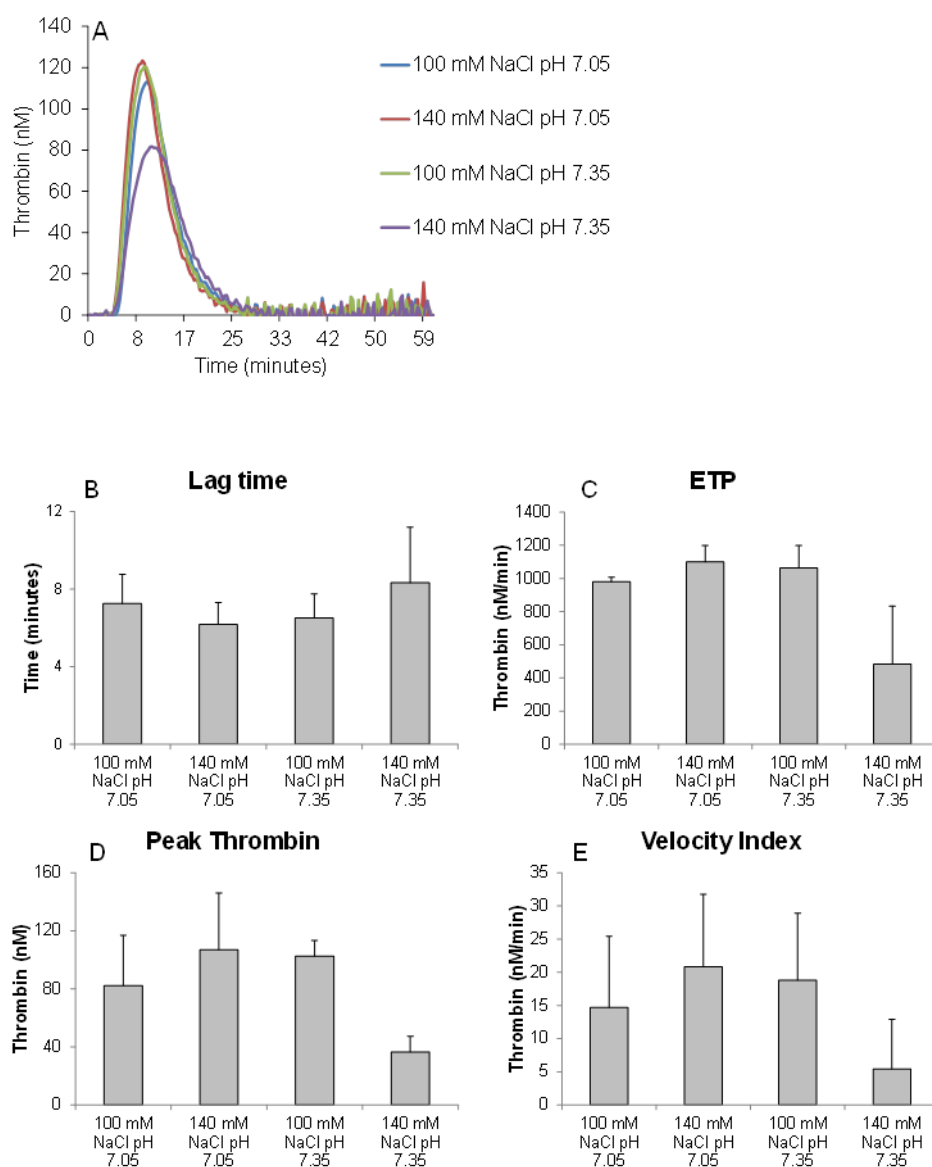 A
140
120
100
80
60
40
20
0
Thrombin (nM)
0 8 17 25 33 42 50 59
Time (minutes)
100 mM NaCl pH 7.05
140 mM NaCl pH 7.05
100 mM NaCl pH 7.35
140 mM NaCl pH 7.35
B
Lag time
12
8
4
0
Time (minutes)
100 mM 140 mM 100 mM 140 mM
NaCl pH NaCl pH NaCl pH NaCl pH
7.05 7.05 7.35 7.35
C
ETP
1400
1200
1000
800
600
400
200
0
Thrombin (nM/min)
100 mM 140 mM 100 mM 140 mM
NaCl pH NaCl pH NaCl pH NaCl pH
7.05 7.05 7.35 7.35
D
Peak Thrombin
160
120
80
40
0
Thrombin (nM)
100 mM 140 mM 100 mM 140 mM
NaCl pH NaCl pH NaCl pH NaCl pH
7.05 7.05 7.35 7.35
E
Velocity Index
35
30
25
20
15
10
5
0
Thrombin (nM/min)
100 mM 140 mM 100 mM 140 mM
NaCl pH NaCl pH NaCl pH NaCl pH
7.05 7.05 7.35 7.35